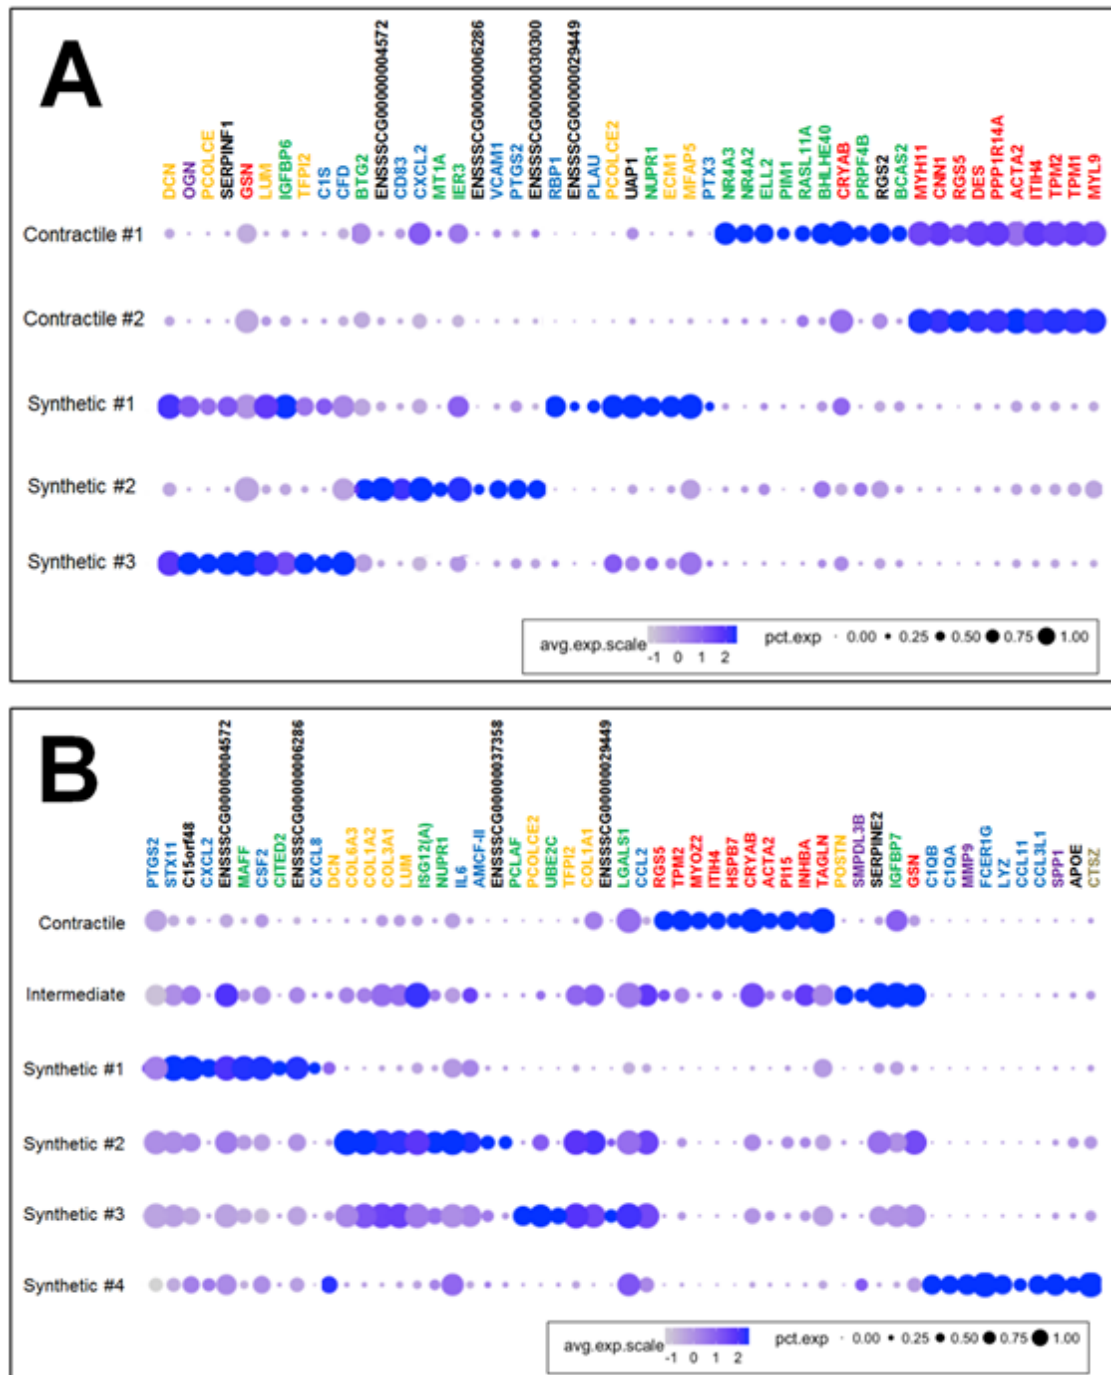 A
DCN OGN PCOLCE SERPINF1 GSN LUM IGFBP6 TFPI2 C1S CFD BTG2 ENSSSCG00000004572 CD83 CXCL2 MT1A IER3 ENSSSCG00000006286 VCAM1 PTGS2 ENSSSCG00000030300 RBP1 ENSSSCG00000029449 PLAU PCOLCE2 UAP1 NUPR1 ECM1 MFAP5 PTX3 NR4A3 NR4A2 ELL2 PIM1 RASL11A BHLHE40 CRYAB PRPF4B RGS2 BCAS2 MYH11 CNN1 RGS5 DES PPP1R14A ACTA2 ITIH4 TPM2 TPM1 MYL9
Contractile #1
Contractile #2
Synthetic #1
Synthetic #2
Synthetic #3
avg.exp.scale -1 0 1 2 pct.exp 0.00 0.25 0.50 0.75 1.00
B
PTGS2 STX11 C15orf48 CXCL2 ENSSSCG00000004572 MAFF CSF2 CITED2 ENSSSCG00000006286 CXCL8 DCN COL6A3 COL1A2 COL3A1 LUM ISG12(A) NUPR1 IL6 AMCF-II ENSSSCG00000037358 PCLAF PCOLCE2 UBE2C TFPI2 COL1A1 ENSSSCG00000029449 LGALS1 CCL2 RGS5 TPM2 MYOZ2 ITIH4 HSPB7 CRYAB ACTA2 PI15 INHBA TAGLN POSTN SMPDL3B SERPINE2 IGFBP7 GSN C1QB C1QA MMP9 FCER1G LYZ CCL11 CCL3L1 SPP1 APOE CTSZ
Contractile
Intermediate
Synthetic #1
Synthetic #2
Synthetic #3
Synthetic #4
avg.exp.scale -1 0 1 2 pct.exp 0.00 0.25 0.50 0.75 1.00